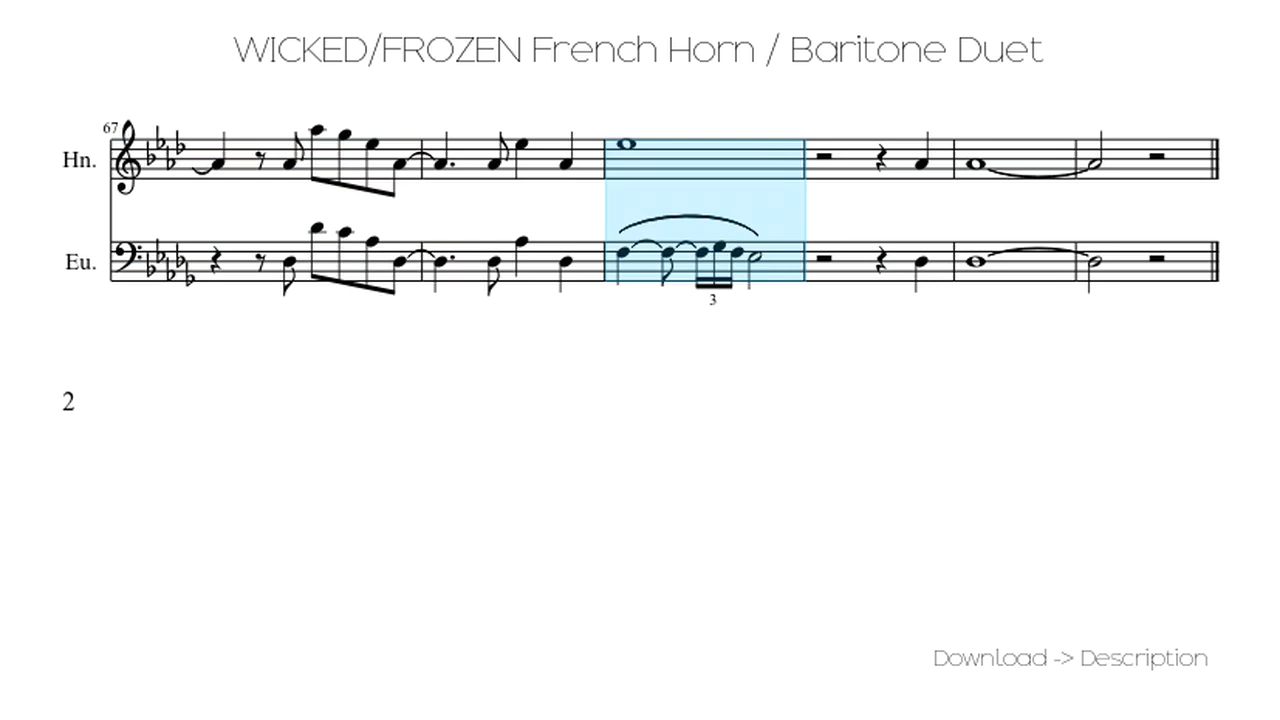 WICKED/FROZEN French Horn / Baritone Duet
67
Hn.
Eu.
3
2
Download -> Description